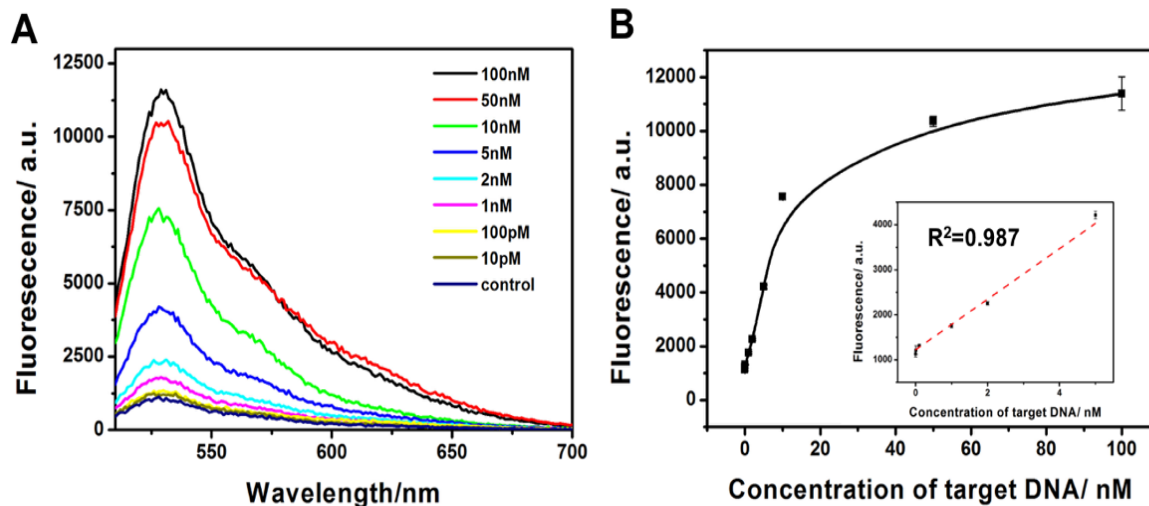 A
Fluoresecence/ a.u.
12500
10000
7500
5000
2500
0
100nM
50nM
10nM
5nM
2nM
1nM
100pM
10pM
control
550
600
650
700
Wavelength/nm
B
Fluorescence/ a.u.
12000
10000
8000
6000
4000
2000
0
R²=0.987
Fluorescence/ a.u.
4000
3000
2000
1000
0
2
4
Concentration of target DNA/ nM
0
20
40
60
80
100
Concentration of target DNA/ nM